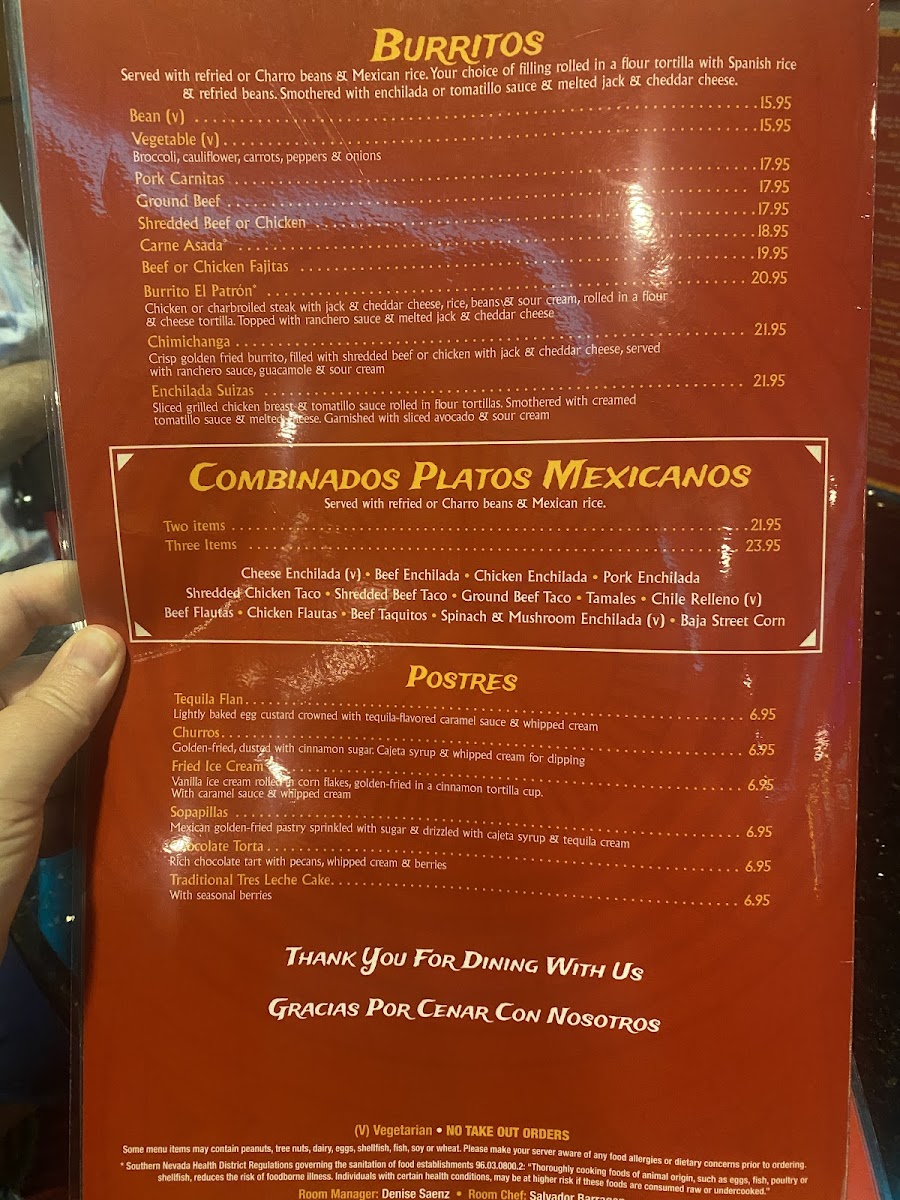 BURRITOS
Served with refried or Charro beans & Mexican rice. Your choice of filling rolled in a flour tortilla with Spanish rice
& refried beans. Smothered with enchilada or tomatillo sauce & melted jack & cheddar cheese.
Bean (v) 15.95
Vegetable (v) 15.95
Broccoli, cauliflower, carrots, peppers & onions
Pork Carnitas 17.95
Ground Beef 17.95
Shredded Beef or Chicken 17.95
Carne Asada* 18.95
Beef or Chicken Fajitas 19.95
Burrito El Patrón* 20.95
Chicken or charbroiled steak with jack & cheddar cheese, rice, beans & sour cream, rolled in a flour
& cheese tortilla. Topped with ranchero sauce & melted jack & cheddar cheese
Chimichanga 21.95
Crisp golden fried burrito, filled with shredded beef or chicken with jack & cheddar cheese, served
with ranchero sauce, guacamole & sour cream
Enchilada Suizas 21.95
Sliced grilled chicken breast & tomatillo sauce rolled in flour tortillas. Smothered with creamed
tomatillo sauce & melted cheese. Garnished with sliced avocado & sour cream
COMBINADOS PLATOS MEXICANOS
Served with refried or Charro beans & Mexican rice.
Two items 21.95
Three Items 23.95
Cheese Enchilada (v) • Beef Enchilada • Chicken Enchilada • Pork Enchilada
Shredded Chicken Taco • Shredded Beef Taco • Ground Beef Taco • Tamales • Chile Relleno (v)
Beef Flautas • Chicken Flautas • Beef Taquitos • Spinach & Mushroom Enchilada (v) • Baja Street Corn
POSTRES
Tequila Flan 6.95
Lightly baked egg custard crowned with tequila-flavored caramel sauce & whipped cream
Churros 6.95
Golden-fried, dusted with cinnamon sugar. Cajeta syrup & whipped cream for dipping
Fried Ice Cream 6.95
Vanilla ice cream rolled in corn flakes, golden-fried in a cinnamon tortilla cup.
With caramel sauce & whipped cream
Sopapillas 6.95
Mexican golden-fried pastry sprinkled with sugar & drizzled with cajeta syrup & tequila cream
Chocolate Torta 6.95
Rich chocolate tart with pecans, whipped cream & berries
Traditional Tres Leche Cake 6.95
With seasonal berries
THANK YOU FOR DINING WITH US
GRACIAS POR CENAR CON NOSOTROS
(V) Vegetarian • NO TAKE OUT ORDERS
Some menu items may contain peanuts, tree nuts, dairy, eggs, shellfish, fish, soy or wheat. Please make your server aware of any food allergies or dietary concerns prior to ordering.
* Southern Nevada Health District Regulations governing the sanitation of food establishments 96.03.0800.2: "Thoroughly cooking foods of animal origin, such as eggs, fish, poultry or
shellfish, reduces the risk of foodborne illness. Individuals with certain health conditions, may be at higher risk if these foods are consumed raw or undercooked."
Room Manager: Denise Saenz • Room Chef: Salvador